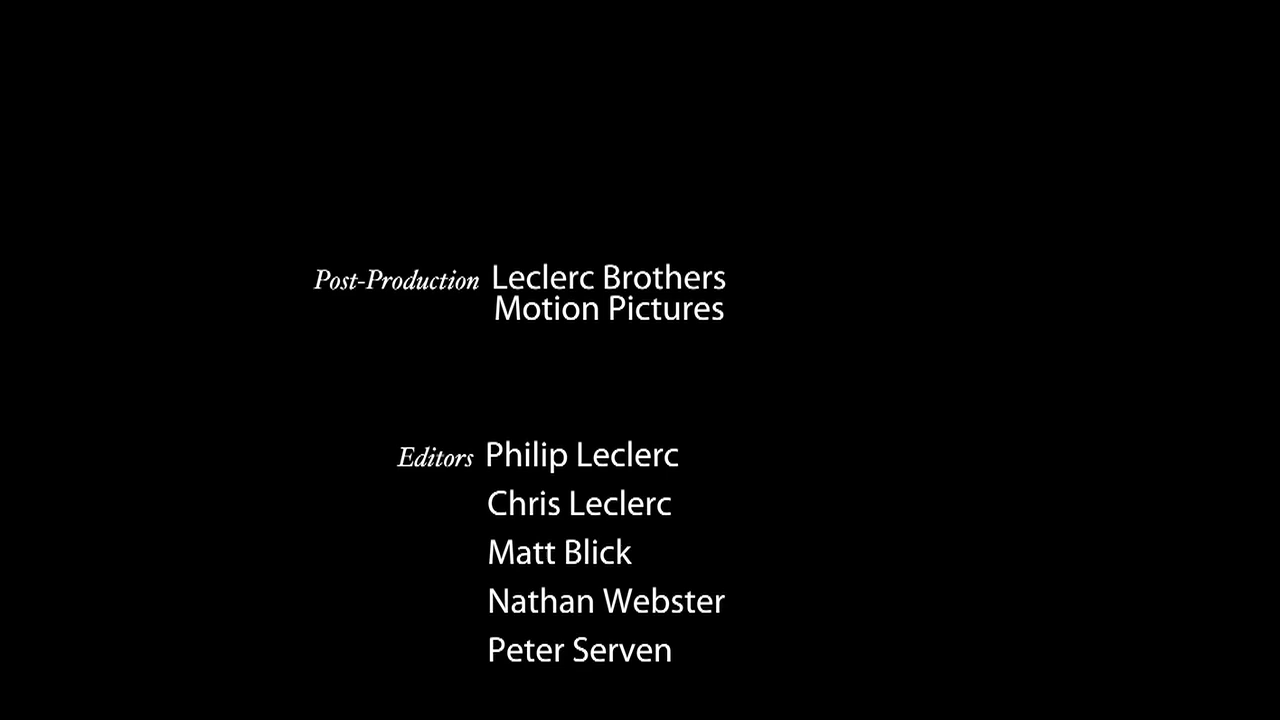 Post-Production Leclerc Brothers
Motion Pictures
Editors Philip Leclerc
Chris Leclerc
Matt Blick
Nathan Webster
Peter Serven